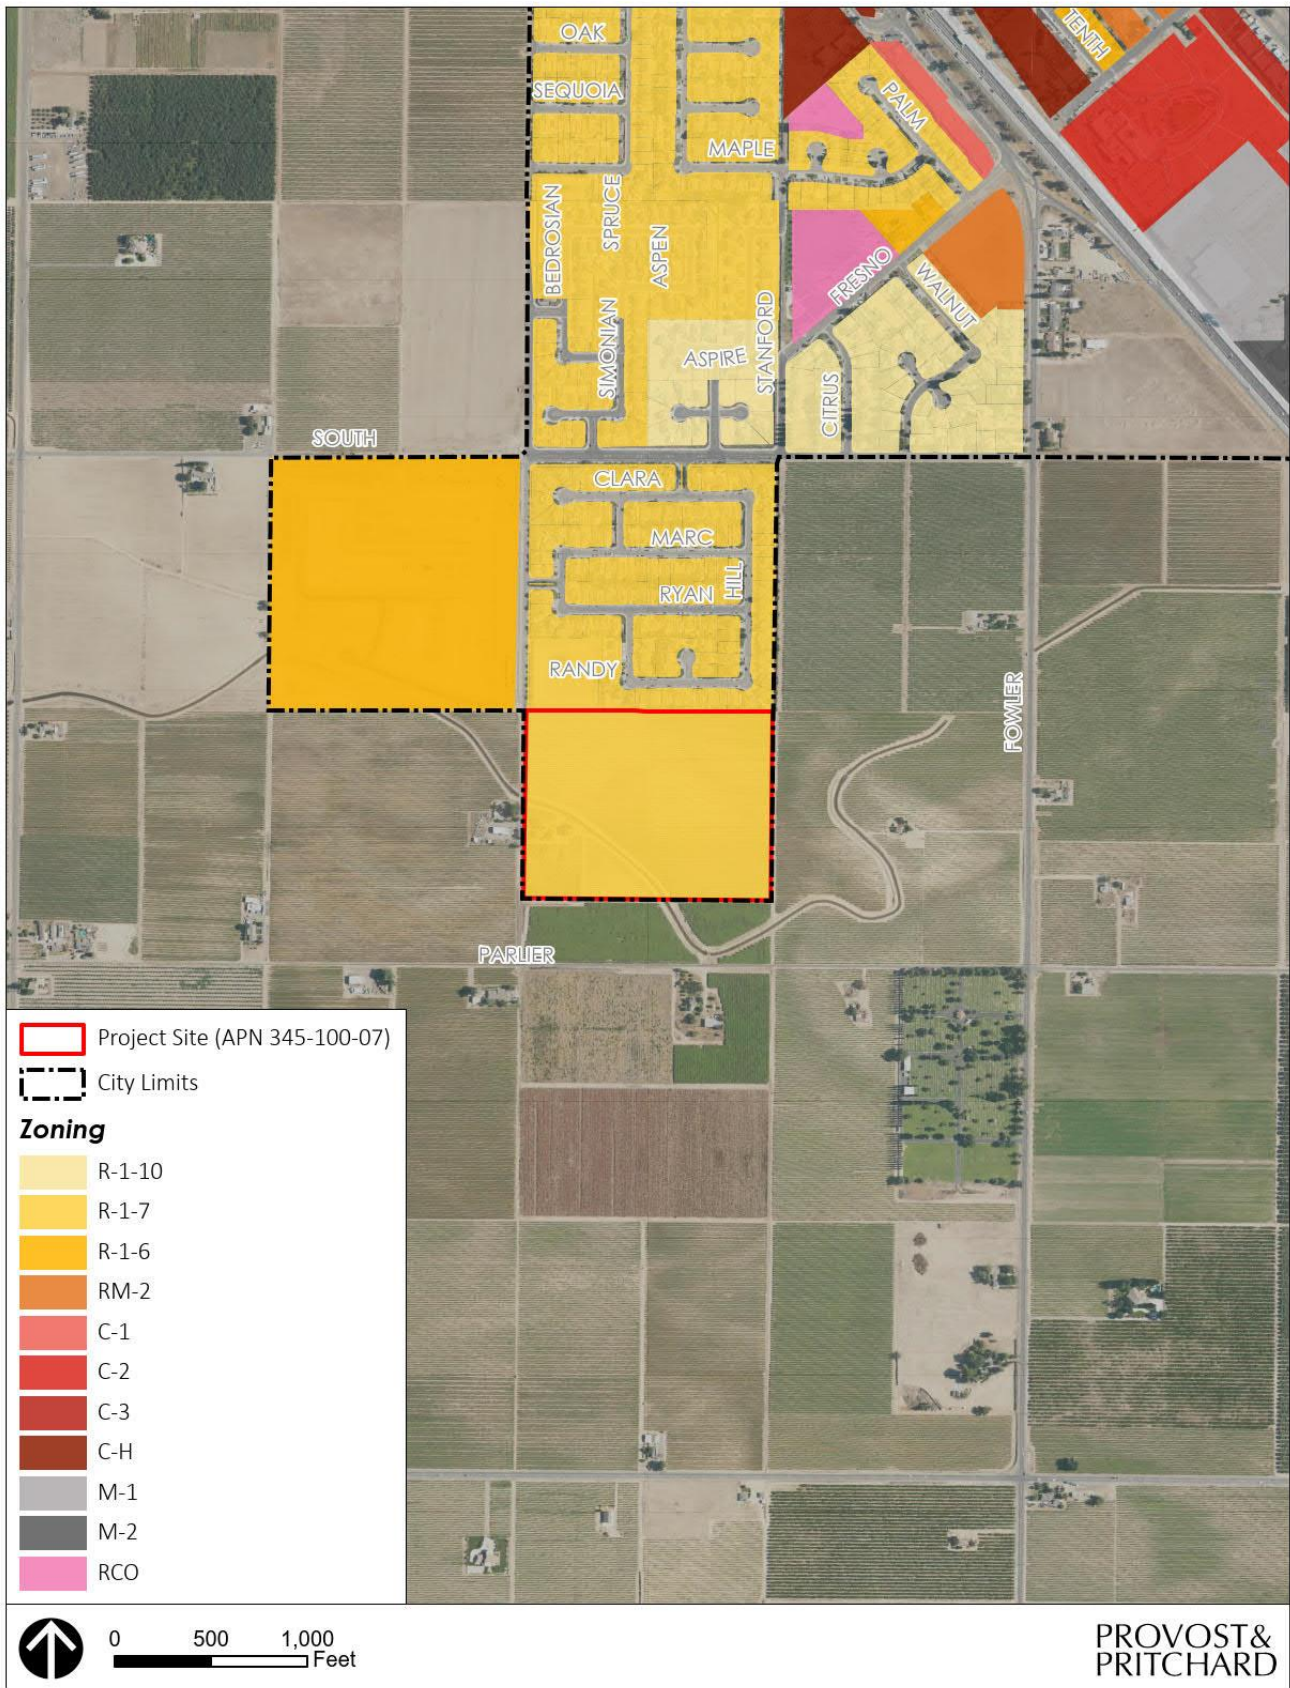 OAK
TENTH
SEQUOIA
PALM
MAPLE
BEDROSIAN
SPRUCE
ASPEN
FRESNO
WALNUT
SIMONIAN
STANFORD
ASPIRE
CITRUS
SOUTH
CLARA
MARC
HILL
RYAN
RANDY
FOWLER
PARLIER
Project Site (APN 345-100-07)
City Limits
Zoning
R-1-10
R-1-7
R-1-6
RM-2
C-1
C-2
C-3
C-H
M-1
M-2
RCO
0 500 1,000
Feet
PROVOST&
PRITCHARD